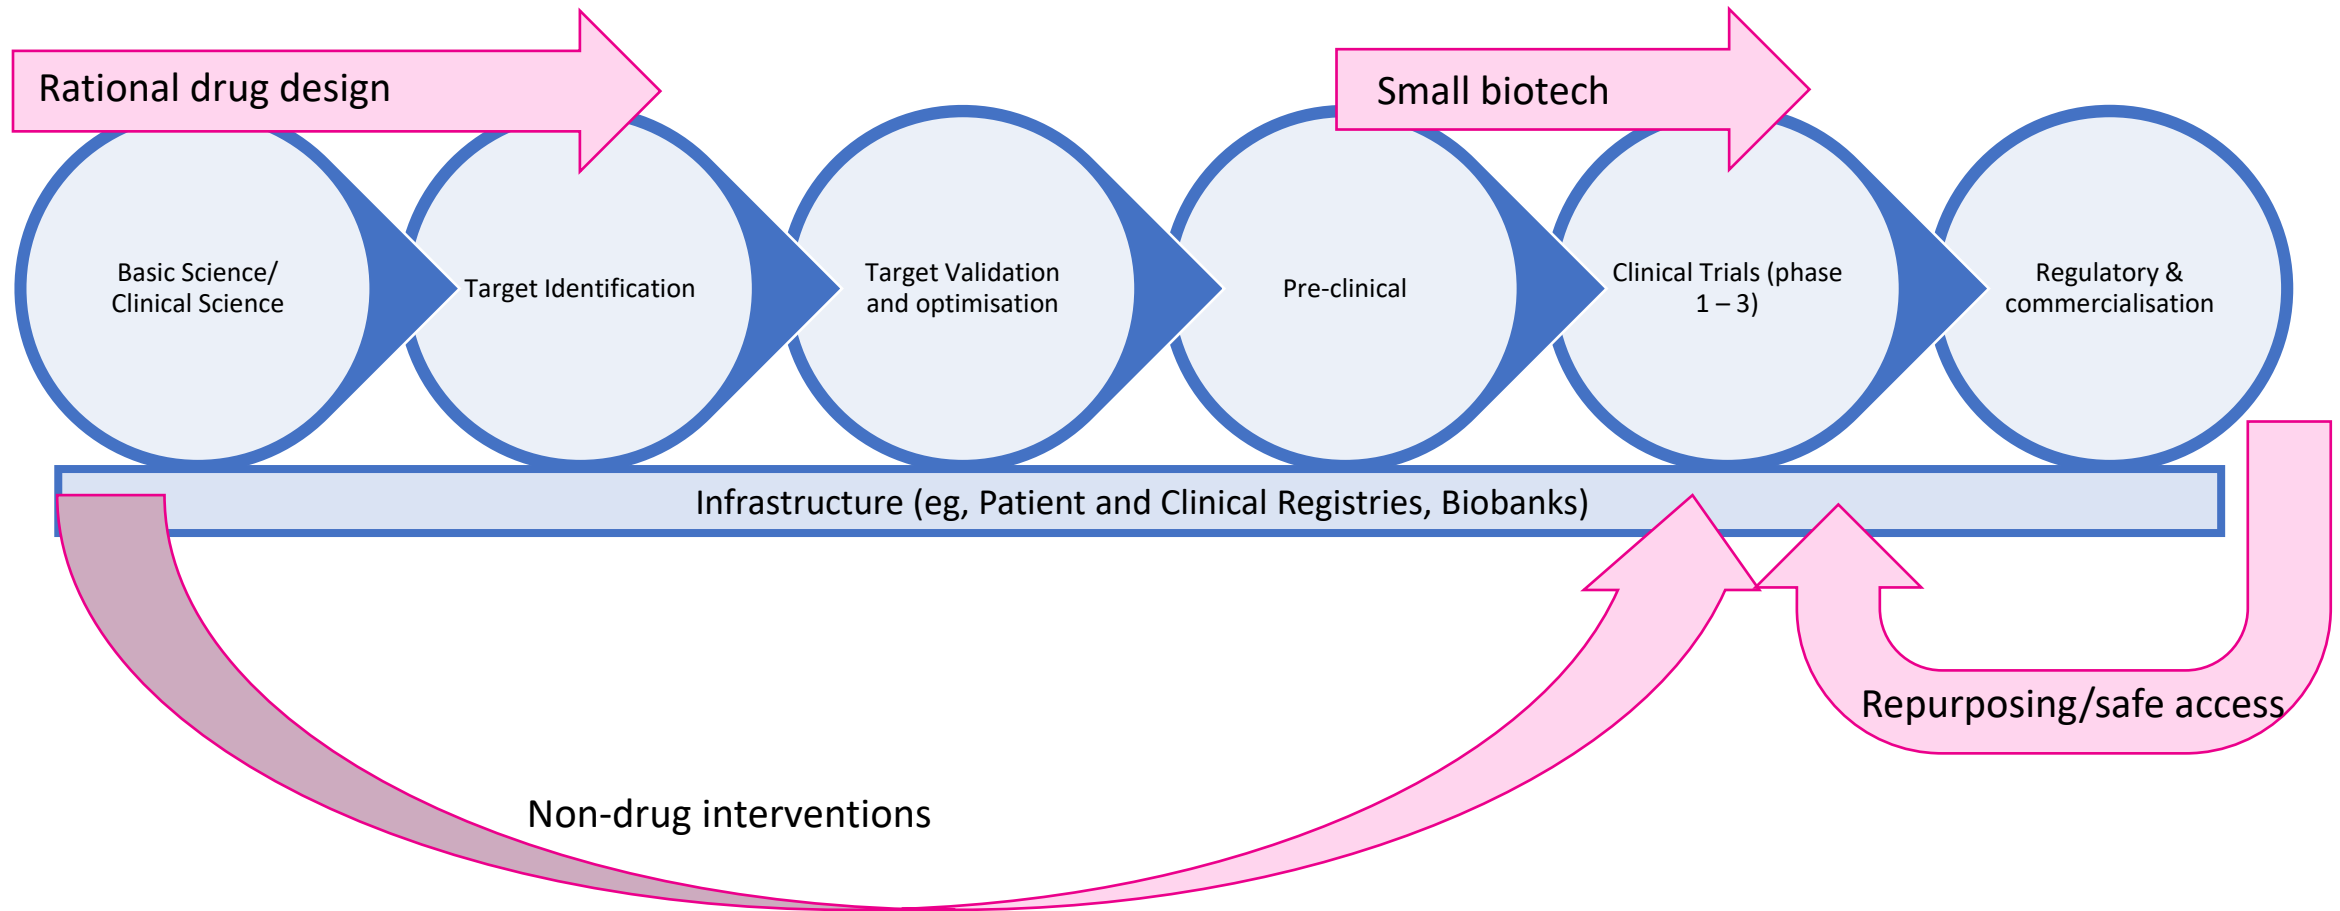 Rational drug design
Small biotech
Basic Science/
Clinical Science
Target Identification
Target Validation
and optimisation
Pre-clinical
Clinical Trials (phase
1 – 3)
Regulatory &
commercialisation
Infrastructure (eg, Patient and Clinical Registries, Biobanks)
Repurposing/safe access
Non-drug interventions